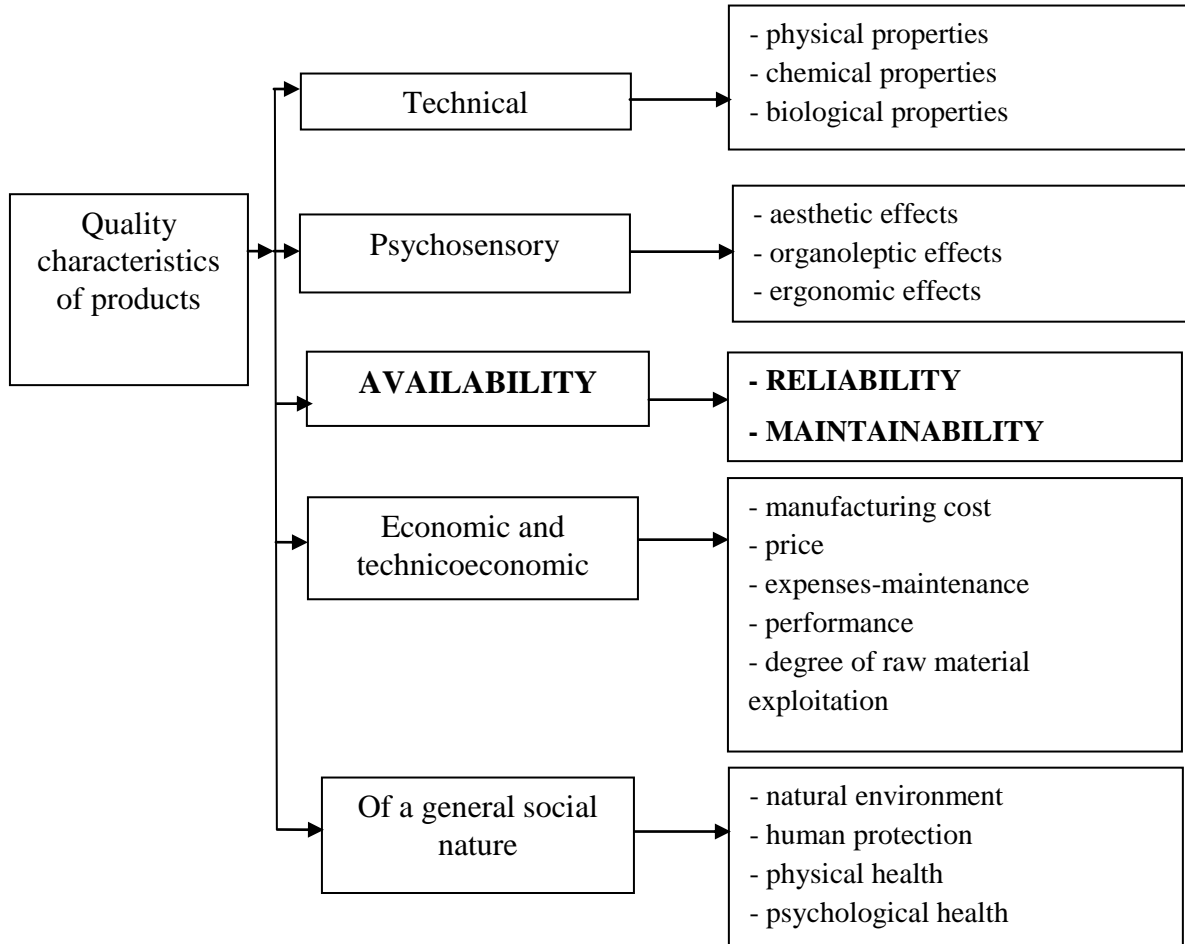 Quality
characteristics
of products
Technical
- physical properties
- chemical properties
- biological properties
Psychosensory
- aesthetic effects
- organoleptic effects
- ergonomic effects
AVAILABILITY
- RELIABILITY
- MAINTAINABILITY
Economic and
technicoeconomic
- manufacturing cost
- price
- expenses-maintenance
- performance
- degree of raw material
exploitation
Of a general social
nature
- natural environment
- human protection
- physical health
- psychological health